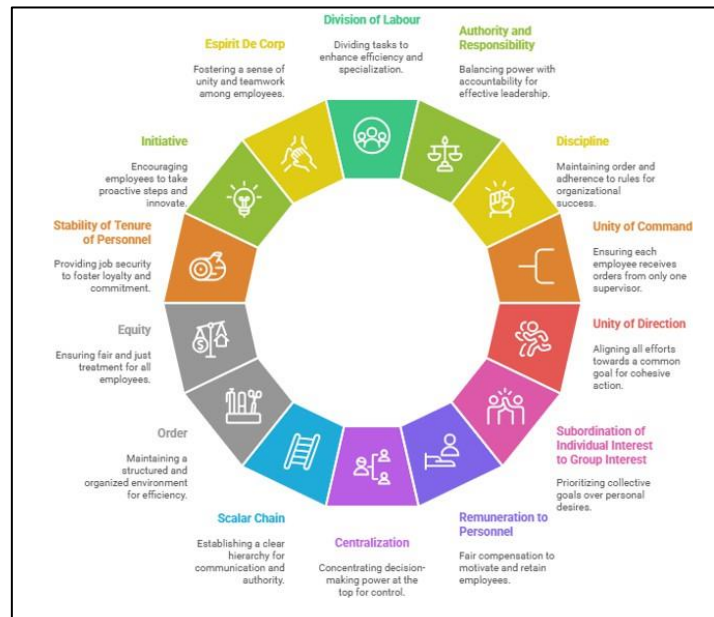 Division of Labour
Dividing tasks to
enhance efficiency and
specialization.
Authority and
Responsibility
Balancing power with
accountability for
effective leadership.
Discipline
Maintaining order and
adherence to rules for
organizational
success.
Unity of Command
Ensuring each
employee receives
orders from only one
supervisor.
Unity of Direction
Aligning all efforts
towards a common
goal for cohesive
action.
Subordination of
Individual Interest
to Group Interest
Prioritizing collective
goals over personal
desires.
Remuneration to
Personnel
Fair compensation to
motivate and retain
employees.
Centralization
Concentrating decision-
making power at the
top for control.
Scalar Chain
Establishing a clear
hierarchy for
communication and
authority.
Order
Maintaining a
structured and
organized environment
for efficiency.
Equity
Ensuring fair and just
treatment for all
employees.
Stability of Tenure
of Personnel
Providing job security
to foster loyalty and
commitment.
Initiative
Encouraging
employees to take
proactive steps and
innovate.
Espirit De Corp
Fostering a sense of
unity and teamwork
among employees.